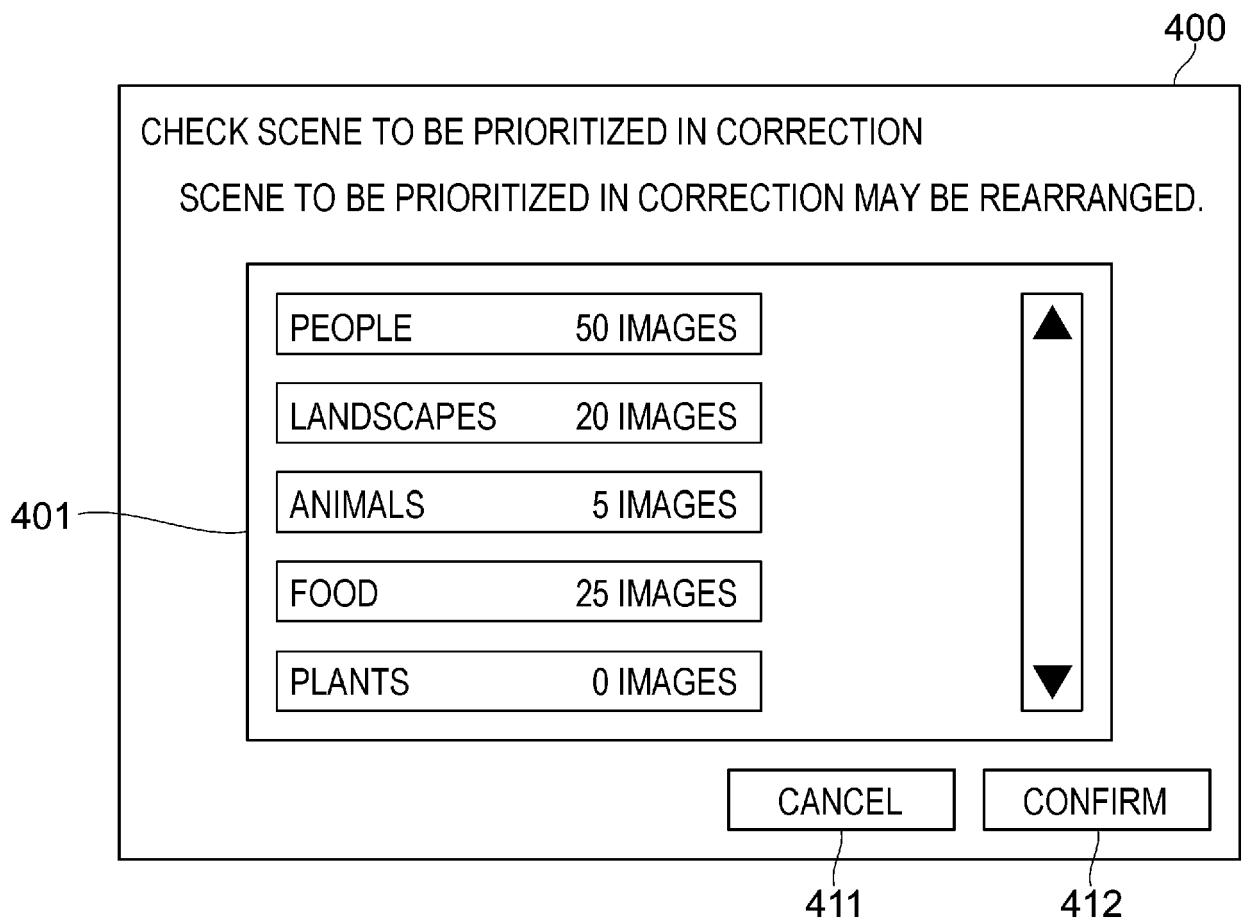 400
CHECK SCENE TO BE PRIORITIZED IN CORRECTION
SCENE TO BE PRIORITIZED IN CORRECTION MAY BE REARRANGED.
PEOPLE 50 IMAGES
LANDSCAPES 20 IMAGES
ANIMALS 5 IMAGES
401
FOOD 25 IMAGES
PLANTS 0 IMAGES
CANCEL CONFIRM
411 412